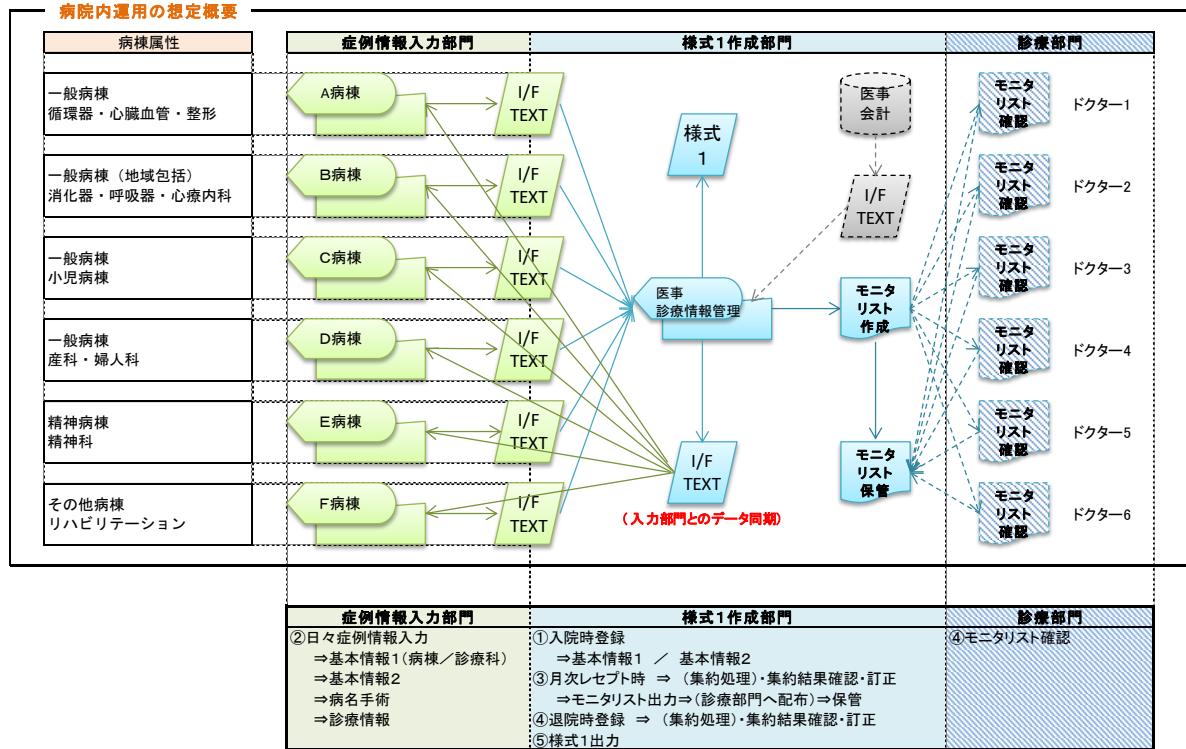 病院内運用の想定概要
病棟属性
症例情報入力部門
様式1作成部門
診療部門
一般病棟
循環器・心臓血管・整形
A病棟
I/F
TEXT
一般病棟（地域包括）
消化器・呼吸器・心療内科
B病棟
I/F
TEXT
一般病棟
小児病棟
C病棟
I/F
TEXT
一般病棟
産科・婦人科
D病棟
I/F
TEXT
精神病棟
精神科
E病棟
I/F
TEXT
その他病棟
リハビリテーション
F病棟
I/F
TEXT
様式
1
医事
会計
I/F
TEXT
医事
診療情報管理
モニタ
リスト
作成
I/F
TEXT
（入力部門とのデータ同期）
モニタ
リスト
保管
モニタ
リスト
確認
ドクター1
モニタ
リスト
確認
ドクター2
モニタ
リスト
確認
ドクター3
モニタ
リスト
確認
ドクター4
モニタ
リスト
確認
ドクター5
モニタ
リスト
確認
ドクター6
症例情報入力部門
②日々症例情報入力
⇒基本情報1（病棟／診療科）
⇒基本情報2
⇒病名手術
⇒診療情報
様式1作成部門
①入院時登録
⇒基本情報1 ／ 基本情報2
③月次レセプト時 ⇒ （集約処理）・集約結果確認・訂正
⇒モニタリスト出力⇒（診療部門へ配布）⇒保管
④退院時登録 ⇒ （集約処理）・集約結果確認・訂正
⑤様式1出力
診療部門
④モニタリスト確認